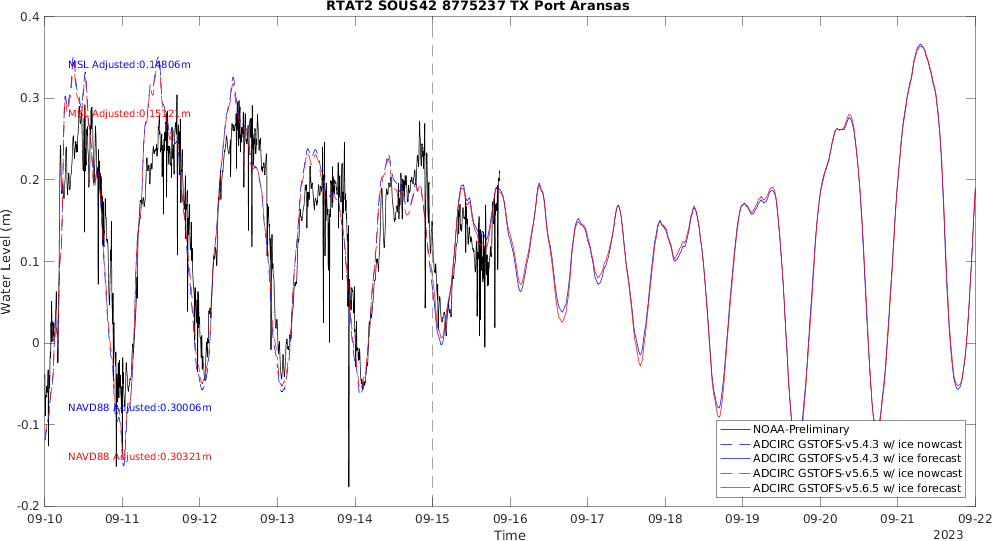 RTAT2 SOUS42 8775237 TX Port Aransas
0.4
0.3
0.2
0.1
0
-0.1
-0.2
Water Level (m)
MSL Adjusted:0.14806m
MSL Adjusted:0.15121m
NAVD88 Adjusted:0.30006m
NAVD88 Adjusted:0.30321m
NOAA-Preliminary
ADCIRC GSTOFS-v5.4.3 w/ ice nowcast
ADCIRC GSTOFS-v5.4.3 w/ ice forecast
ADCIRC GSTOFS-v5.6.5 w/ ice nowcast
ADCIRC GSTOFS-v5.6.5 w/ ice forecast
09-10 09-11 09-12 09-13 09-14 09-15 09-16 09-17 09-18 09-19 09-20 09-21 09-22
Time
2023